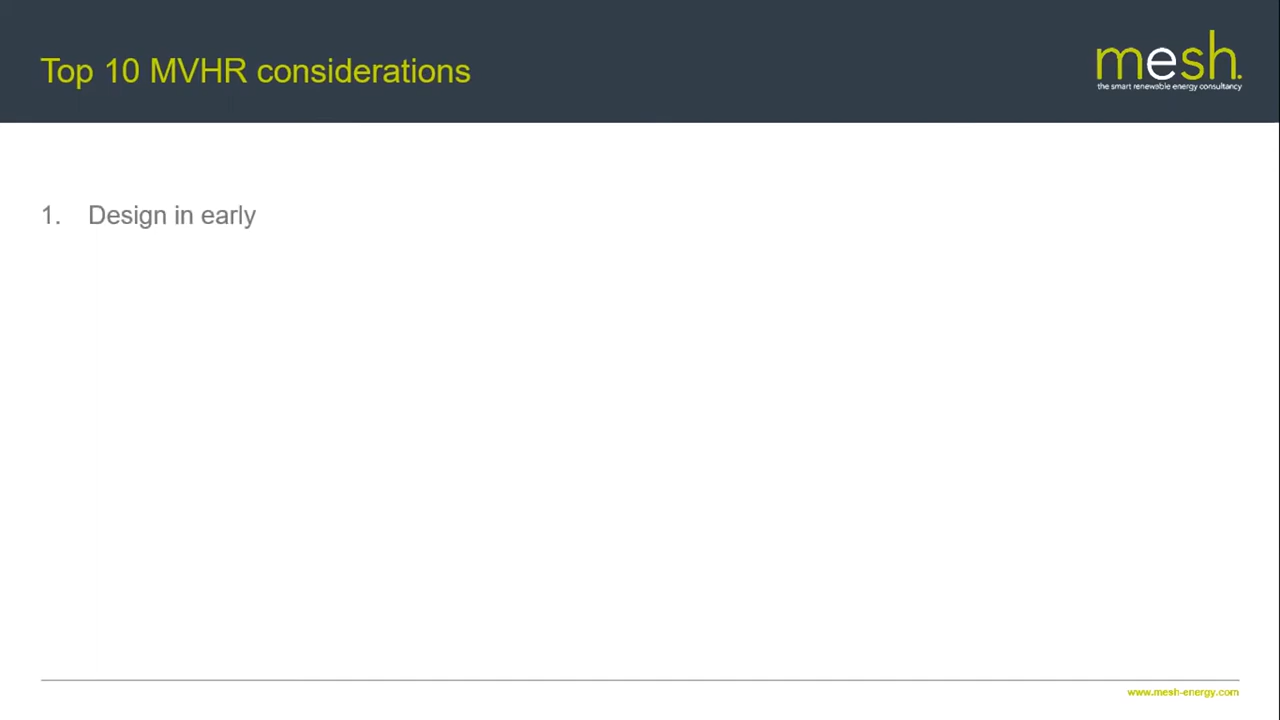 Top 10 MVHR considerations
mesh.
the smart renewable energy consultancy
1. Design in early
www.mesh-energy.com